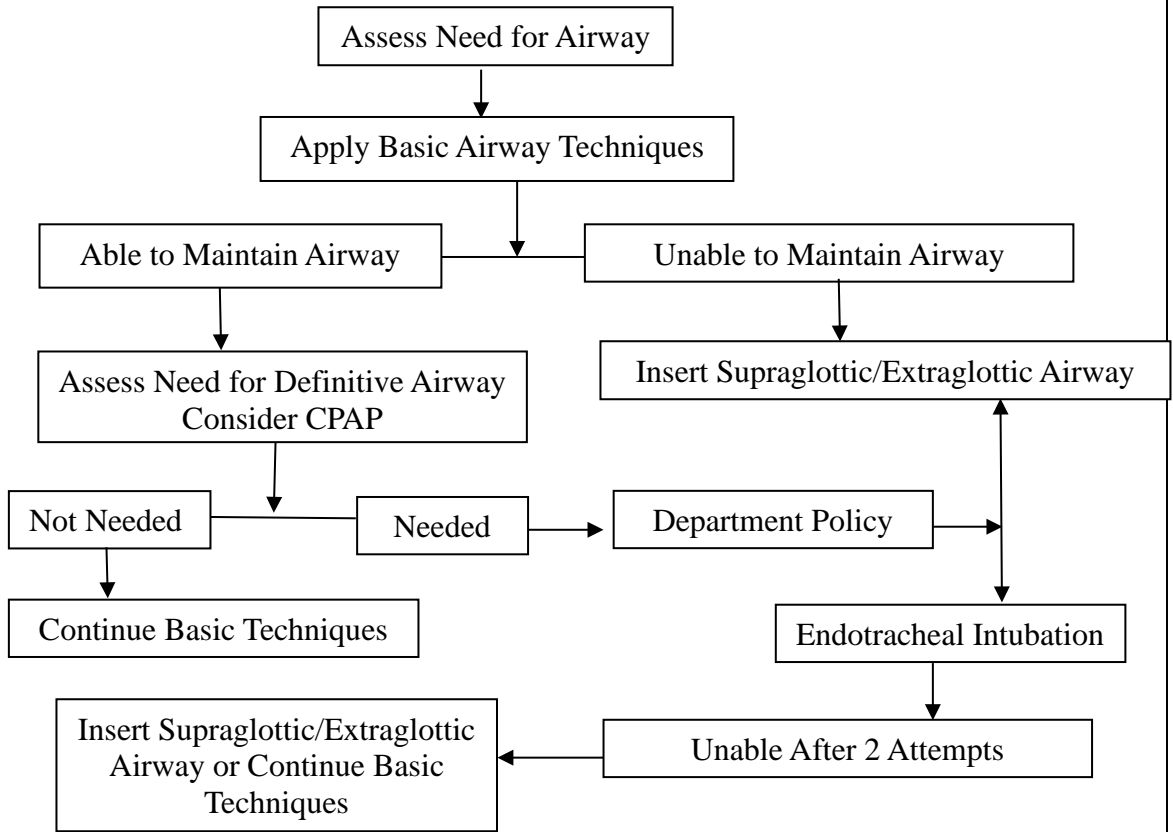 Assess Need for Airway
Apply Basic Airway Techniques
Able to Maintain Airway
Unable to Maintain Airway
Assess Need for Definitive Airway
Consider CPAP
Insert Supraglottic/Extraglottic Airway
Not Needed
Needed
Department Policy
Continue Basic Techniques
Endotracheal Intubation
Insert Supraglottic/Extraglottic
Airway or Continue Basic
Techniques
Unable After 2 Attempts